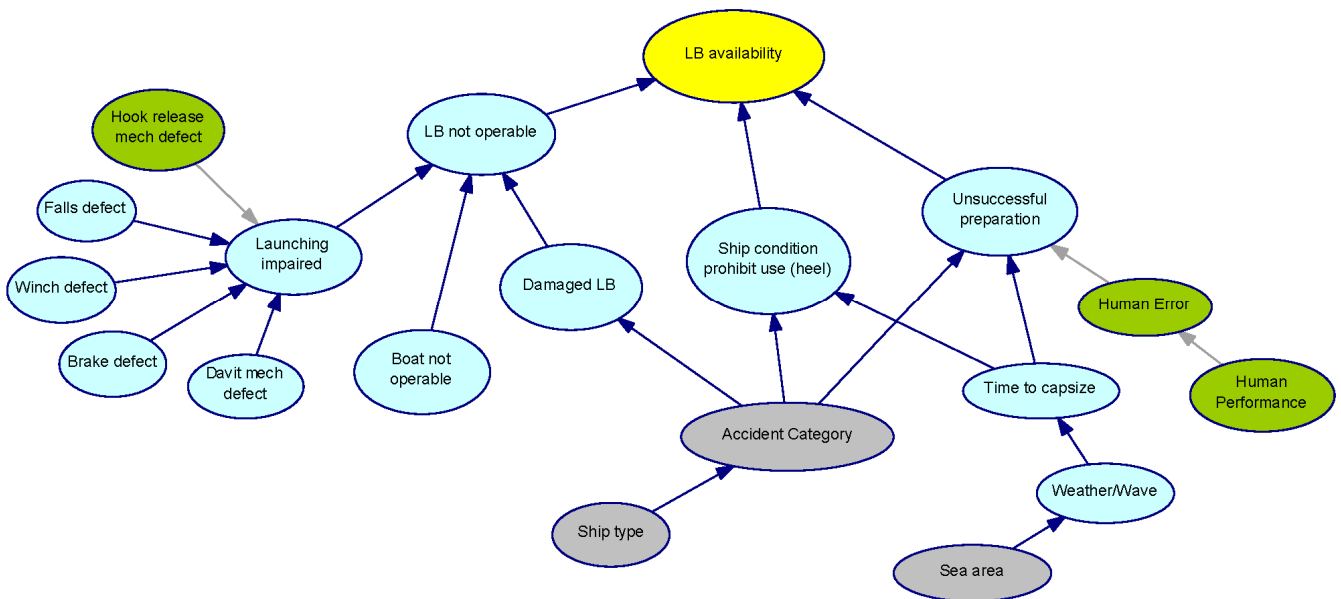 LB availability
Hook release
mech defect
LB not operable
Falls defect
Unsuccessful
preparation
Launching
impaired
Ship condition
prohibit use (heel)
Winch defect
Damaged LB
Human Error
Brake defect
Davit mech
defect
Boat not
operable
Time to capsize
Human
Performance
Accident Category
Weather/Wave
Ship type
Sea area